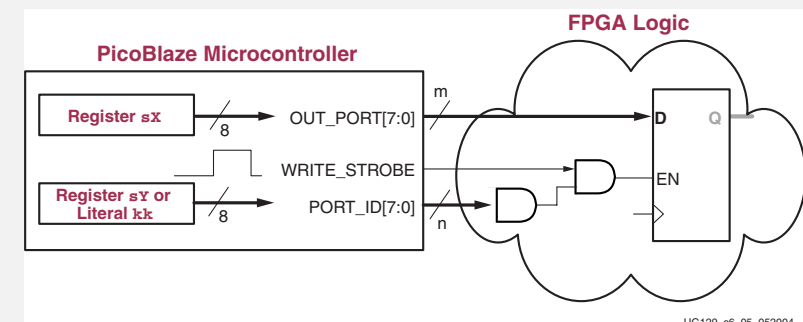 FPGA Logic
PicoBlaze Microcontroller
Register sX
8
OUT_PORT[7:0]
m
D
Q
WRITE_STROBE
EN
Register sY or
Literal kk
8
PORT_ID[7:0]
n
UG129_c6_05_052004